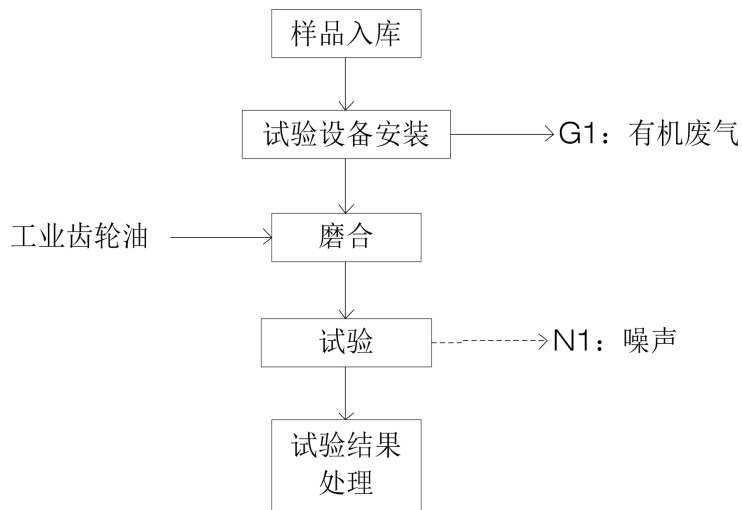 样品入库
试验设备安装
G1：有机废气
工业齿轮油
磨合
试验
N1：噪声
试验结果
处理